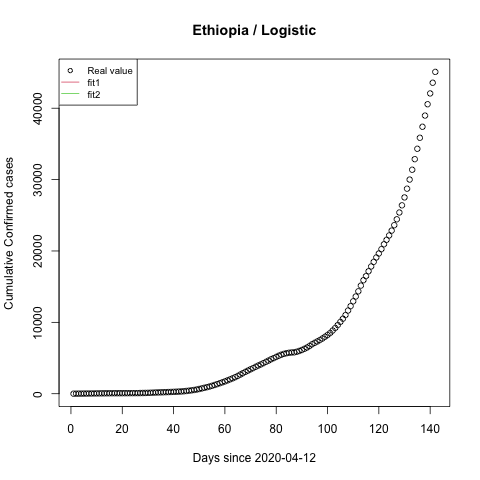 Ethiopia / Logistic
Real value
fit1
fit2
Cumulative Confirmed cases
40000
30000
20000
10000
0
0 20 40 60 80 100 120 140
Days since 2020-04-12